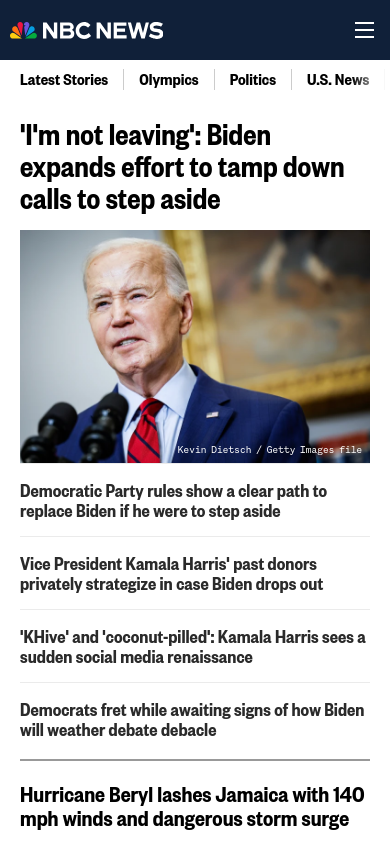 NBC NEWS
Latest Stories
Olympics
Politics
U.S. News
'I'm not leaving': Biden
expands effort to tamp down
calls to step aside
Kevin Dietsch / Getty Images file
Democratic Party rules show a clear path to
replace Biden if he were to step aside
Vice President Kamala Harris' past donors
privately strategize in case Biden drops out
'KHive' and 'coconut-pilled': Kamala Harris sees a
sudden social media renaissance
Democrats fret while awaiting signs of how Biden
will weather debate debacle
Hurricane Beryl lashes Jamaica with 140
mph winds and dangerous storm surge